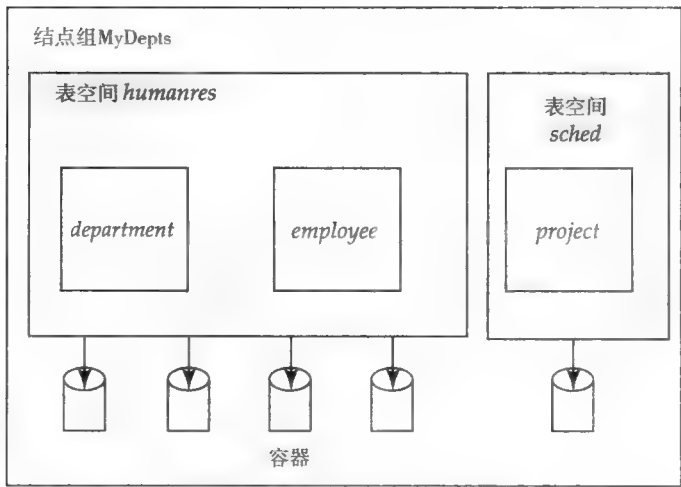 结点组MyDepts
表空间 humanres
表空间
sched
department
employee
project
容器